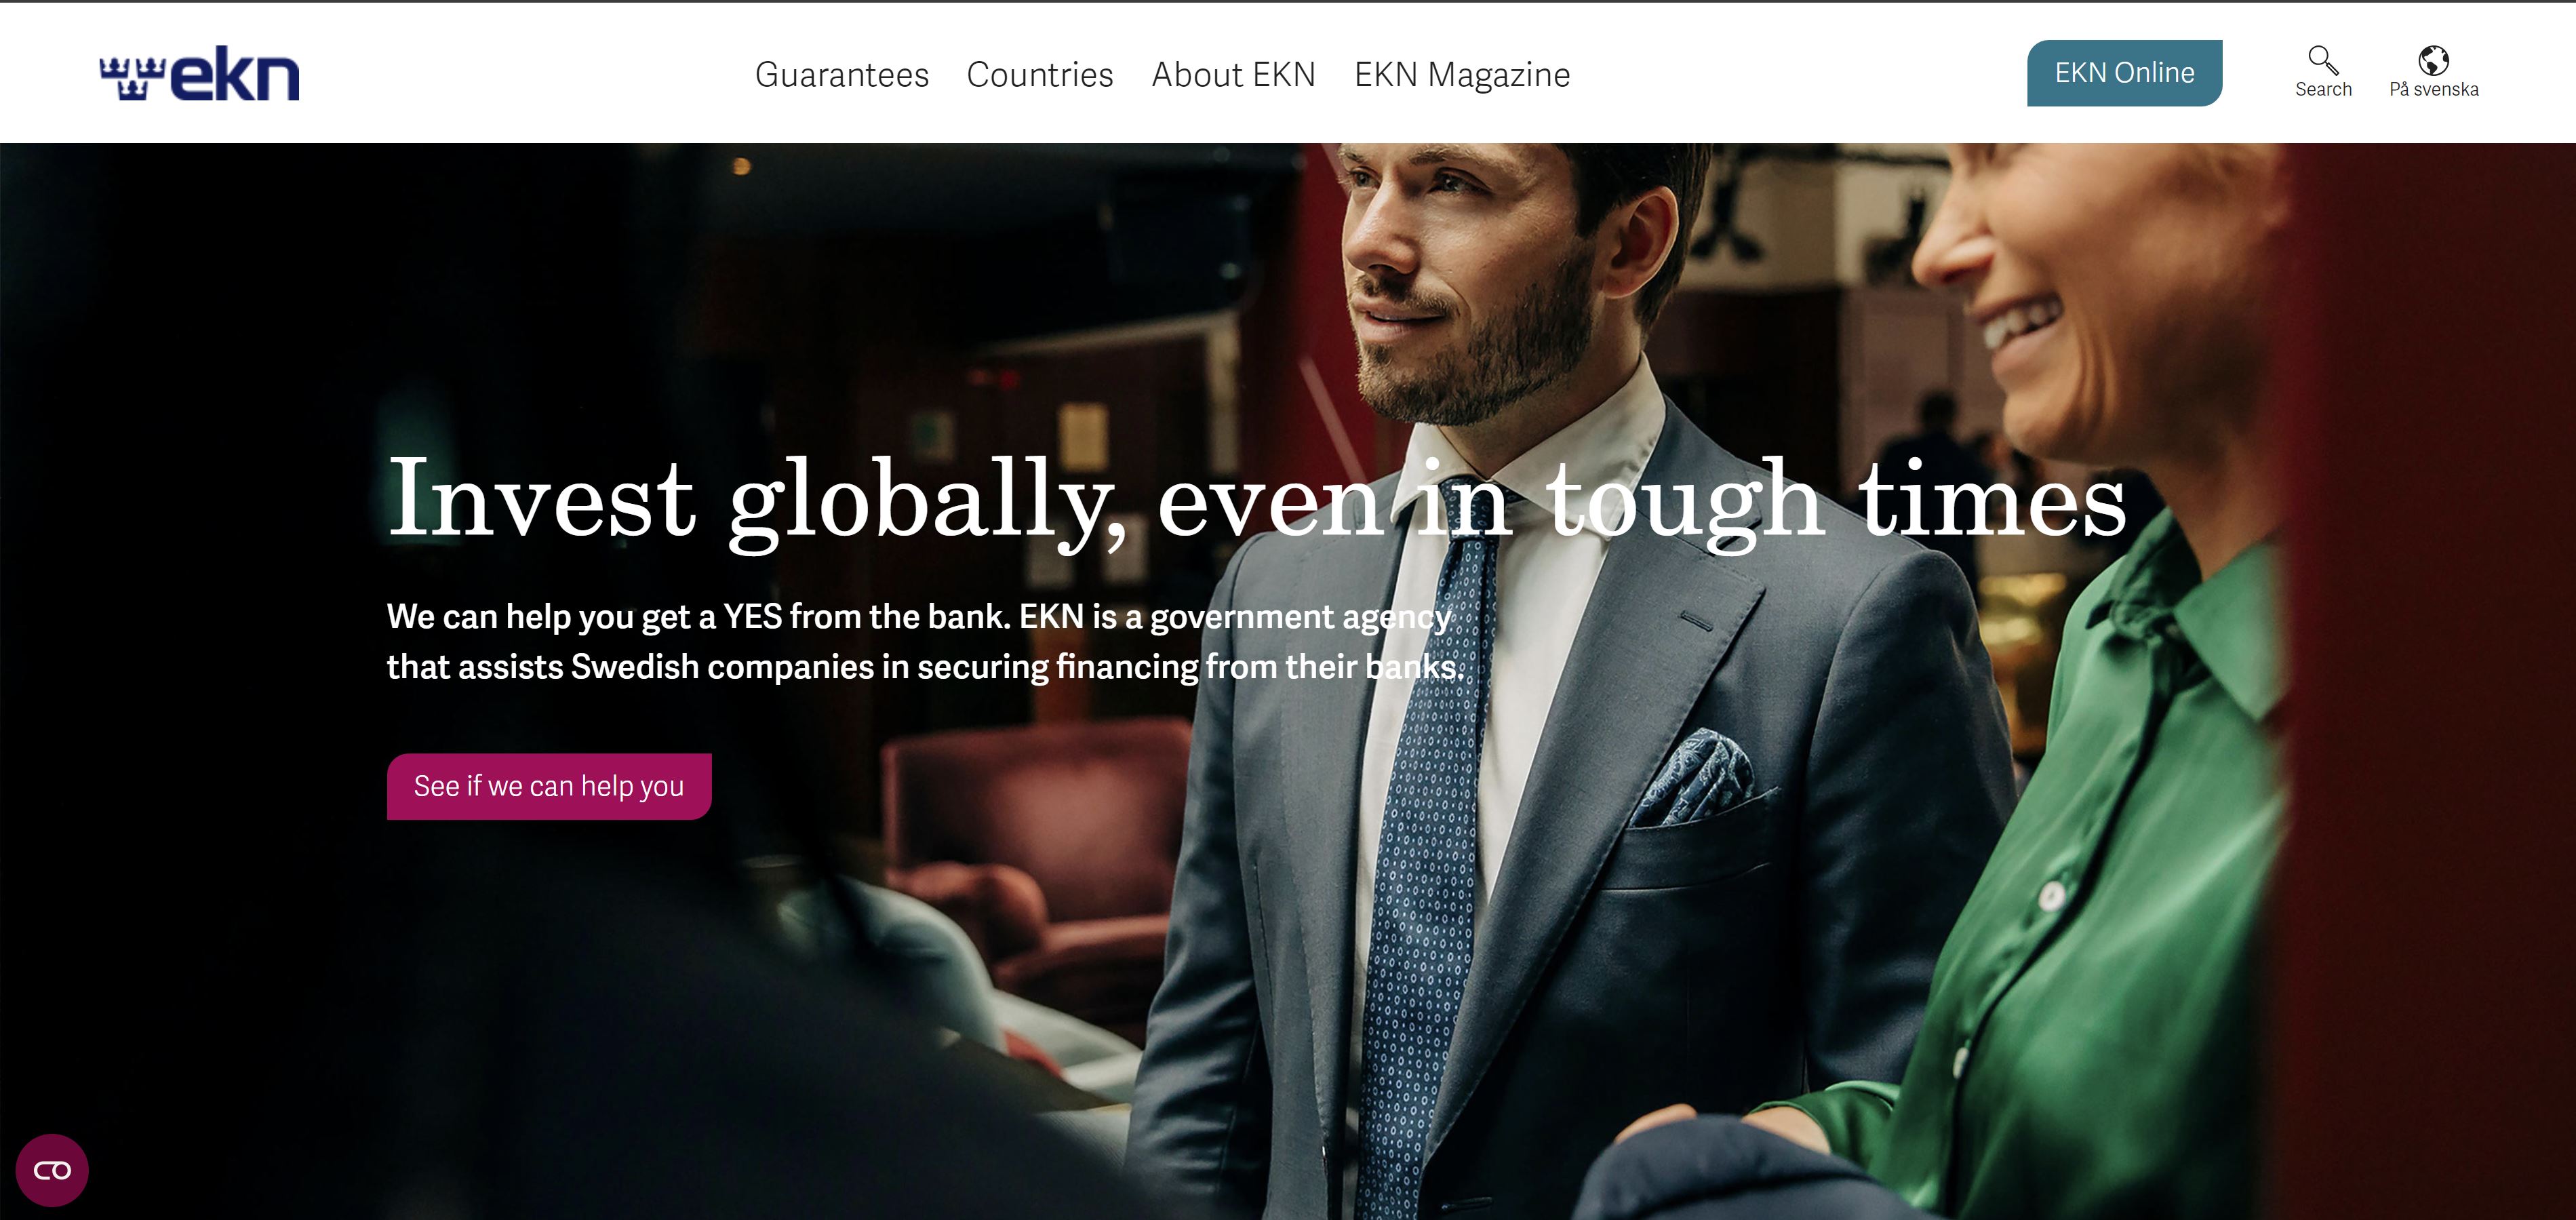 ekn
Guarantees
Countries
About EKN
EKN Magazine
EKN Online
Search
På svenska
Invest globally, even in tough times
We can help you get a YES from the bank. EKN is a government agency
that assists Swedish companies in securing financing from their banks.
See if we can help you